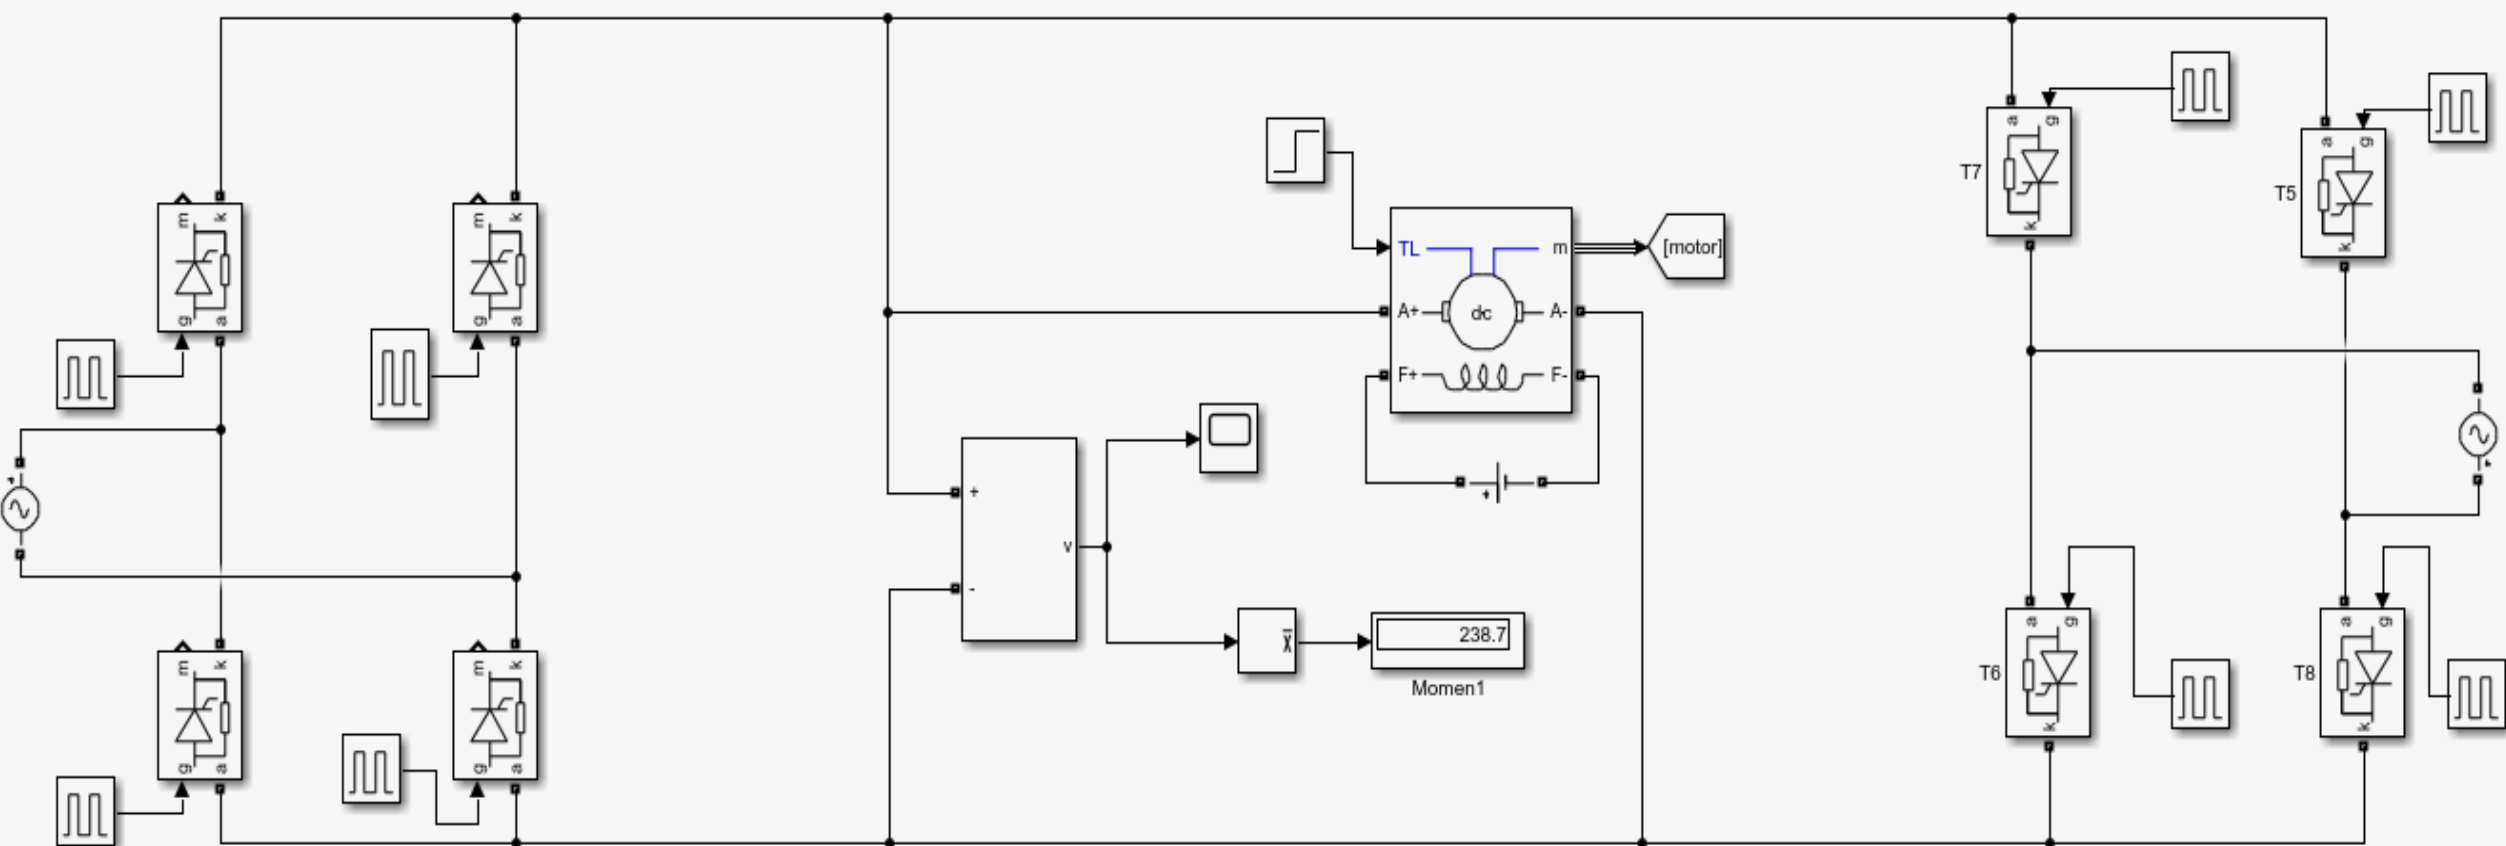 m k
g a
m k
g a
m k
g a
m k
g a
TL
m
[motor]
A+
dc
A-
F+
F-
+
+
-
v
x̅
238.7
Momen1
T7
a g
k
T5
a g
k
T6
a g
k
T8
a g
k